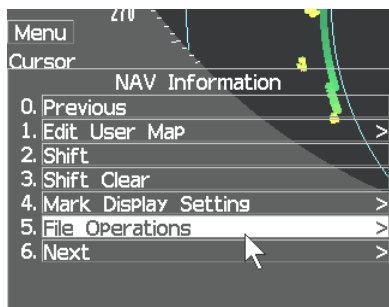 270
Menu
Cursor
NAV Information
0. Previous
1. Edit User Map >
2. Shift
3. Shift Clear
4. Mark Display Setting >
5. File Operations >
6. Next >